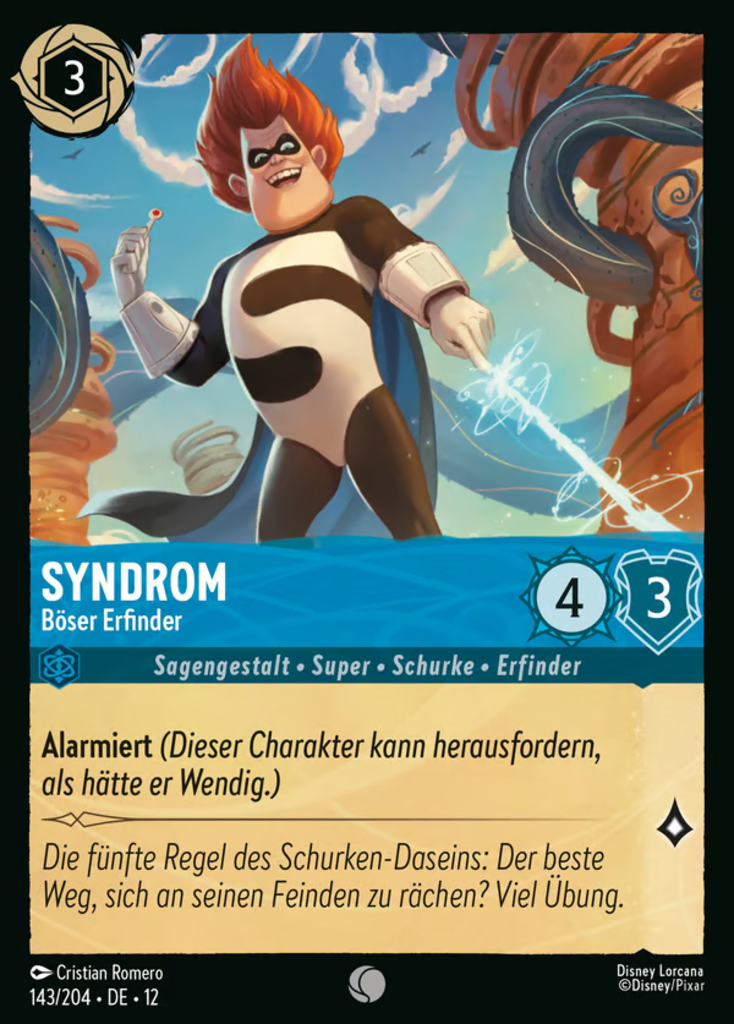 3
SYNDROM
Böser Erfinder
4
3
Sagengestalt • Super • Schurke • Erfinder
Alarmiert (Dieser Charakter kann herausfordern,
als hätte er Wendig.)
Die fünfte Regel des Schurken-Daseins: Der beste
Weg, sich an seinen Feinden zu rächen? Viel Übung.
Cristian Romero
143/204 • DE • 12
Disney Lorcana
©Disney/Pixar